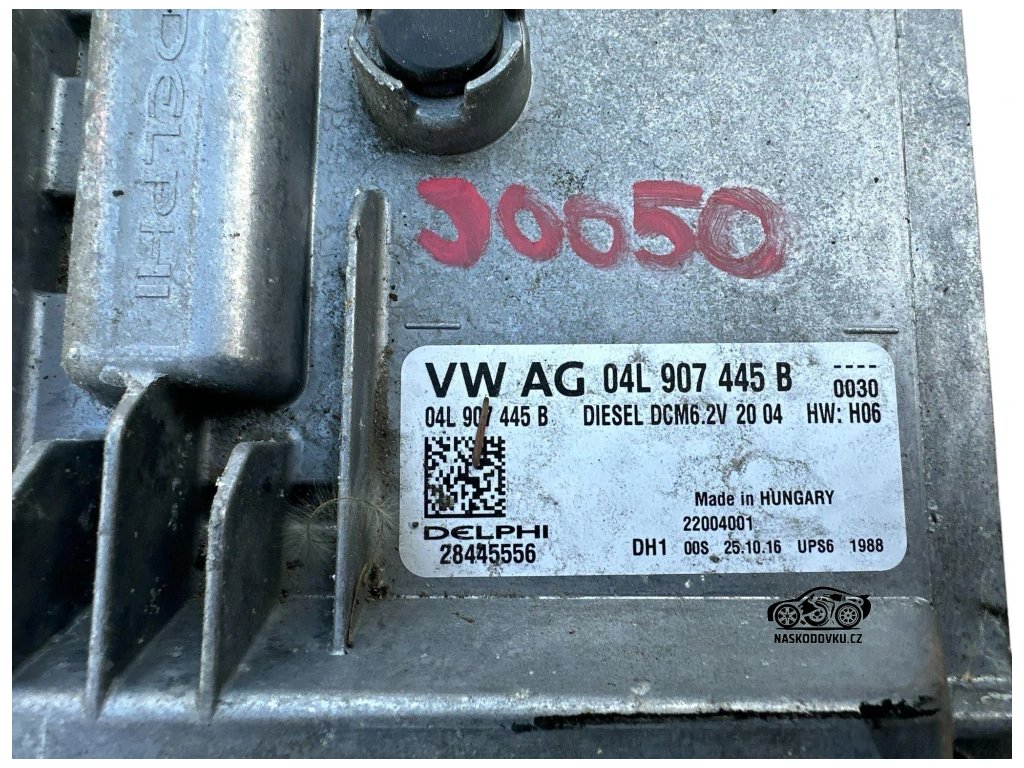 DELPHI
J0050
VW AG 04L 907 445 B ----
0030
04L 907 445 B DIESEL DCM6.2V 20 04 HW: H06
Made in HUNGARY
22004001
DELPHI
28445556
DH1 00S 25.10.16 UPS6 1988
NASKODOVKU.CZ